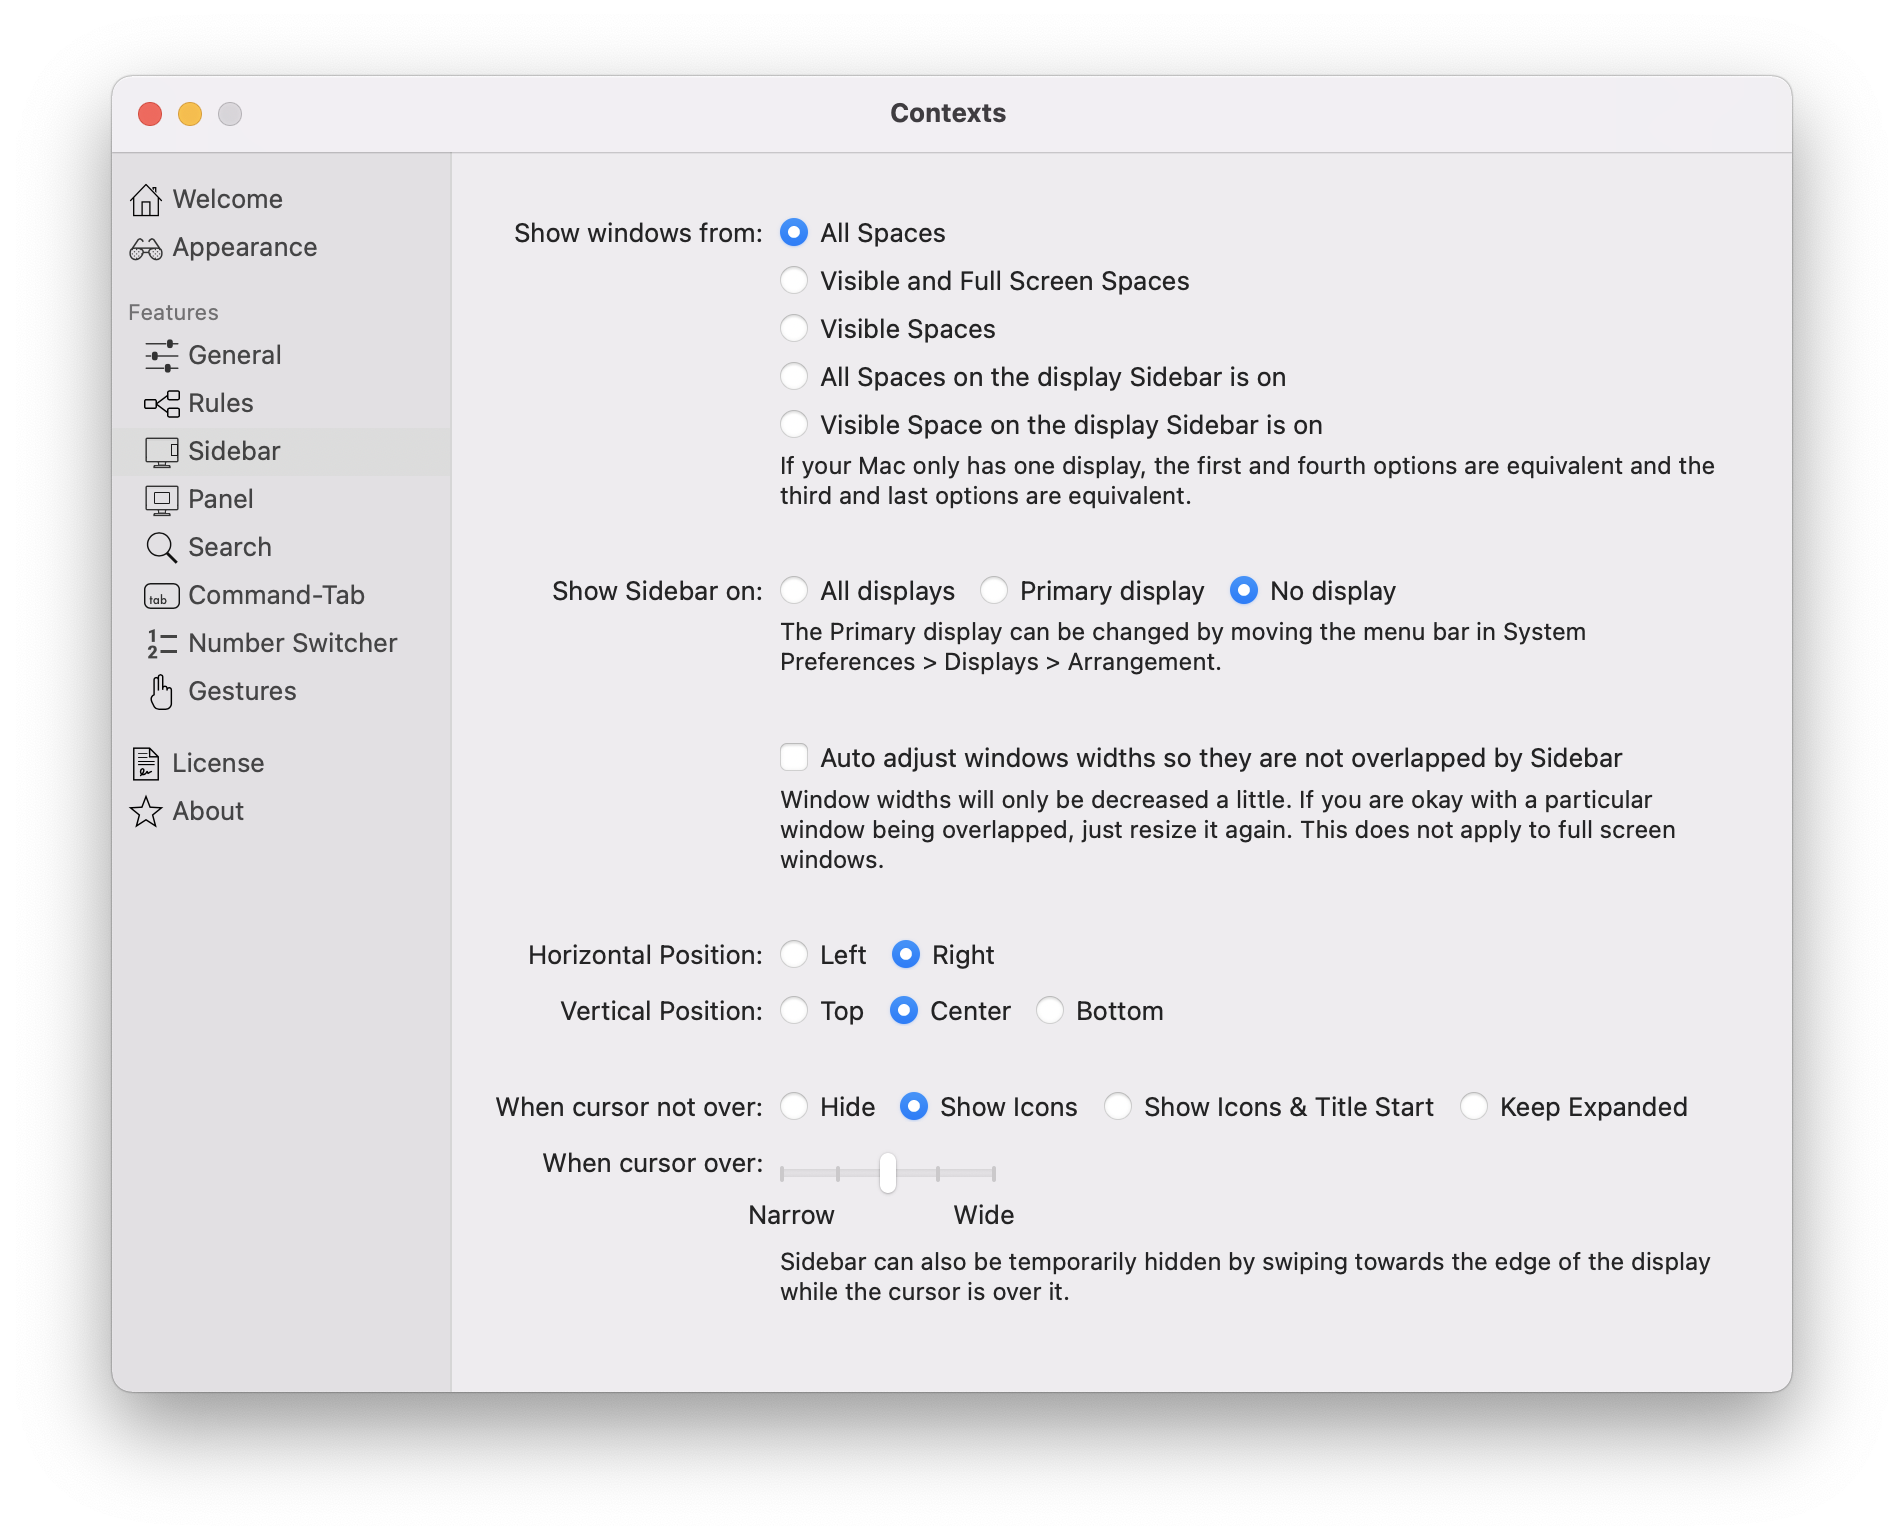 Contexts
Welcome
Appearance
Features
General
Rules
Sidebar
Panel
Search
tab Command-Tab
1 2 Number Switcher
Gestures
License
About
Show windows from: All Spaces
Visible and Full Screen Spaces
Visible Spaces
All Spaces on the display Sidebar is on
Visible Space on the display Sidebar is on
If your Mac only has one display, the first and fourth options are equivalent and the
third and last options are equivalent.
Show Sidebar on: All displays Primary display No display
The Primary display can be changed by moving the menu bar in System
Preferences > Displays > Arrangement.
Auto adjust windows widths so they are not overlapped by Sidebar
Window widths will only be decreased a little. If you are okay with a particular
window being overlapped, just resize it again. This does not apply to full screen
windows.
Horizontal Position: Left Right
Vertical Position: Top Center Bottom
When cursor not over: Hide Show Icons Show Icons & Title Start Keep Expanded
When cursor over:
Narrow Wide
Sidebar can also be temporarily hidden by swiping towards the edge of the display
while the cursor is over it.